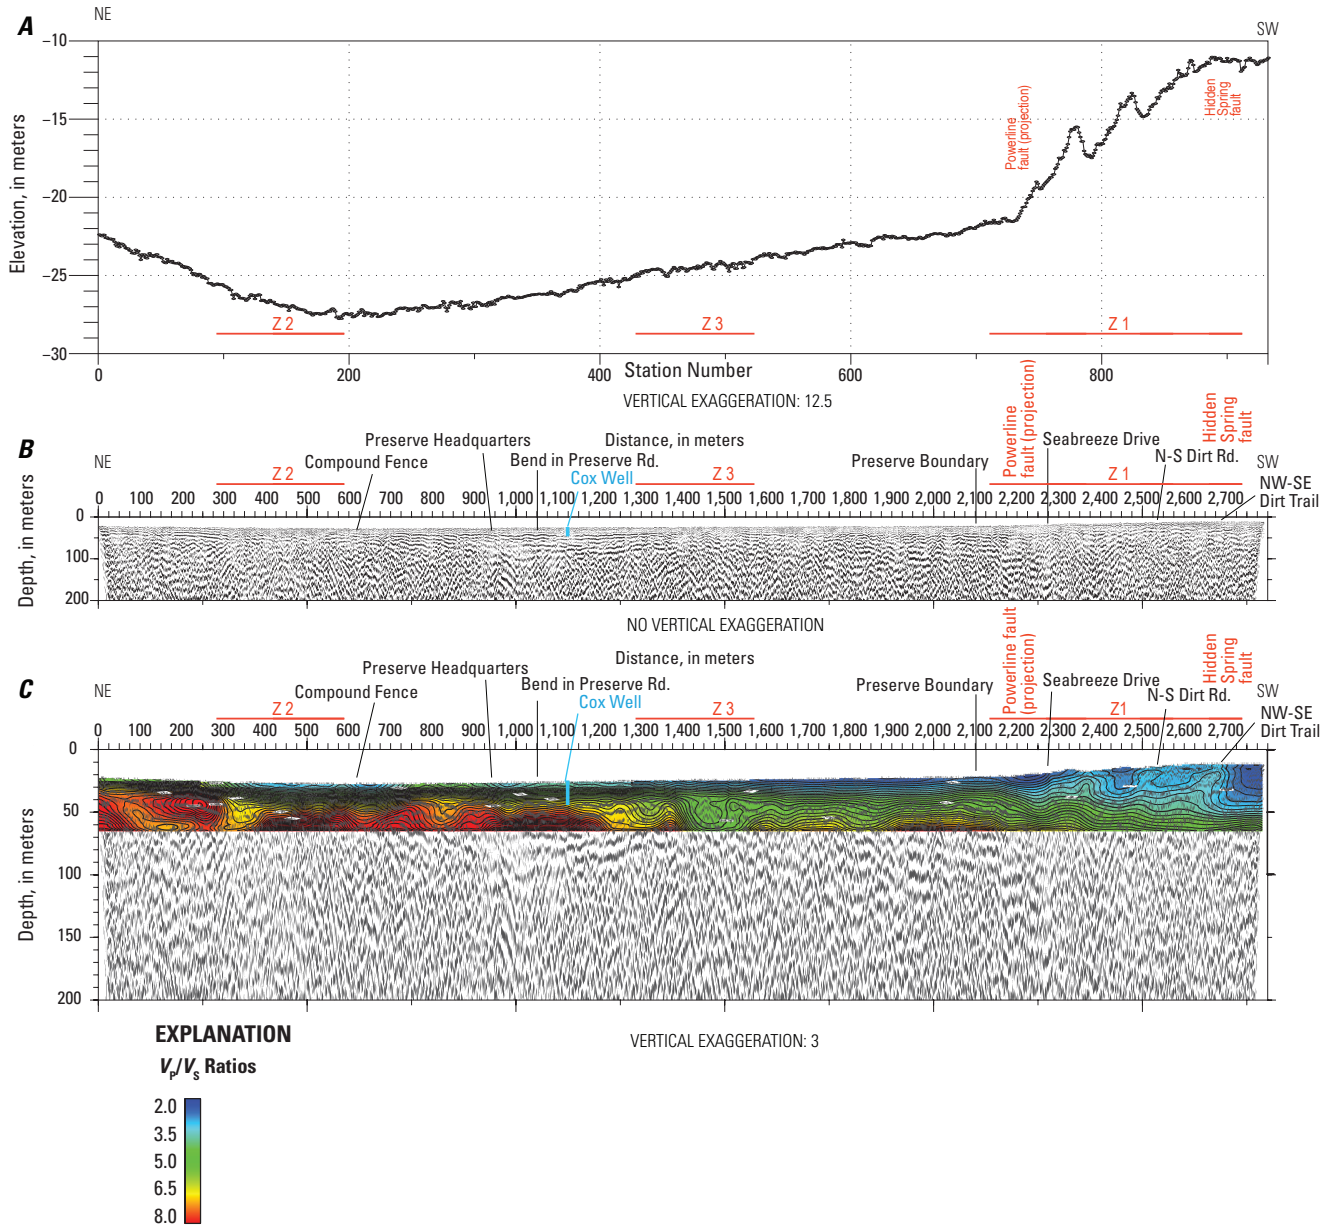 A
NE
SW
Elevation, in meters
–10
–15
–20
–25
–30
Powerline
fault (projection)
Hidden
Spring
fault
Z 2
Z 3
Z 1
0
200
400
600
800
Station Number
VERTICAL EXAGGERATION: 12.5
B
NE
SW
Preserve Headquarters
Distance, in meters
Compound Fence
Bend in Preserve Rd.
Cox Well
Preserve Boundary
Powerline
fault (projection)
Seabreeze Drive
N-S Dirt Rd.
Hidden
Spring
fault
NW-SE
Dirt Trail
Z 2
Z 3
Z 1
0 100 200 300 400 500 600 700 800 900 1,000 1,100 1,200 1,300 1,400 1,500 1,600 1,700 1,800 1,900 2,000 2,100 2,200 2,300 2,400 2,500 2,600 2,700
Depth, in meters
0
100
200
NO VERTICAL EXAGGERATION
C
NE
SW
Preserve Headquarters
Distance, in meters
Compound Fence
Bend in Preserve Rd.
Cox Well
Preserve Boundary
Powerline fault
(projection)
Seabreeze Drive
N-S Dirt Rd.
Hidden
Spring
fault
NW-SE
Dirt Trail
Z 2
Z 3
Z1
0 100 200 300 400 500 600 700 800 900 1,000 1,100 1,200 1,300 1,400 1,500 1,600 1,700 1,800 1,900 2,000 2,100 2,200 2,300 2,400 2,500 2,600 2,700
Depth, in meters
0
50
100
150
200
VERTICAL EXAGGERATION: 3
EXPLANATION
VP/VS Ratios
2.0
3.5
5.0
6.5
8.0